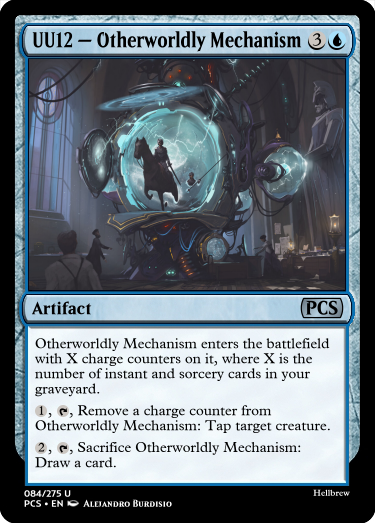 UU12 – Otherworldly Mechanism 3
Artifact PCS
Otherworldly Mechanism enters the battlefield
with X charge counters on it, where X is the
number of instant and sorcery cards in your
graveyard.
1, , Remove a charge counter from
Otherworldly Mechanism: Tap target creature.
2, , Sacrifice Otherworldly Mechanism:
Draw a card.
084/275 U Hellbrew
PCS • EN Alejandro Burdisio